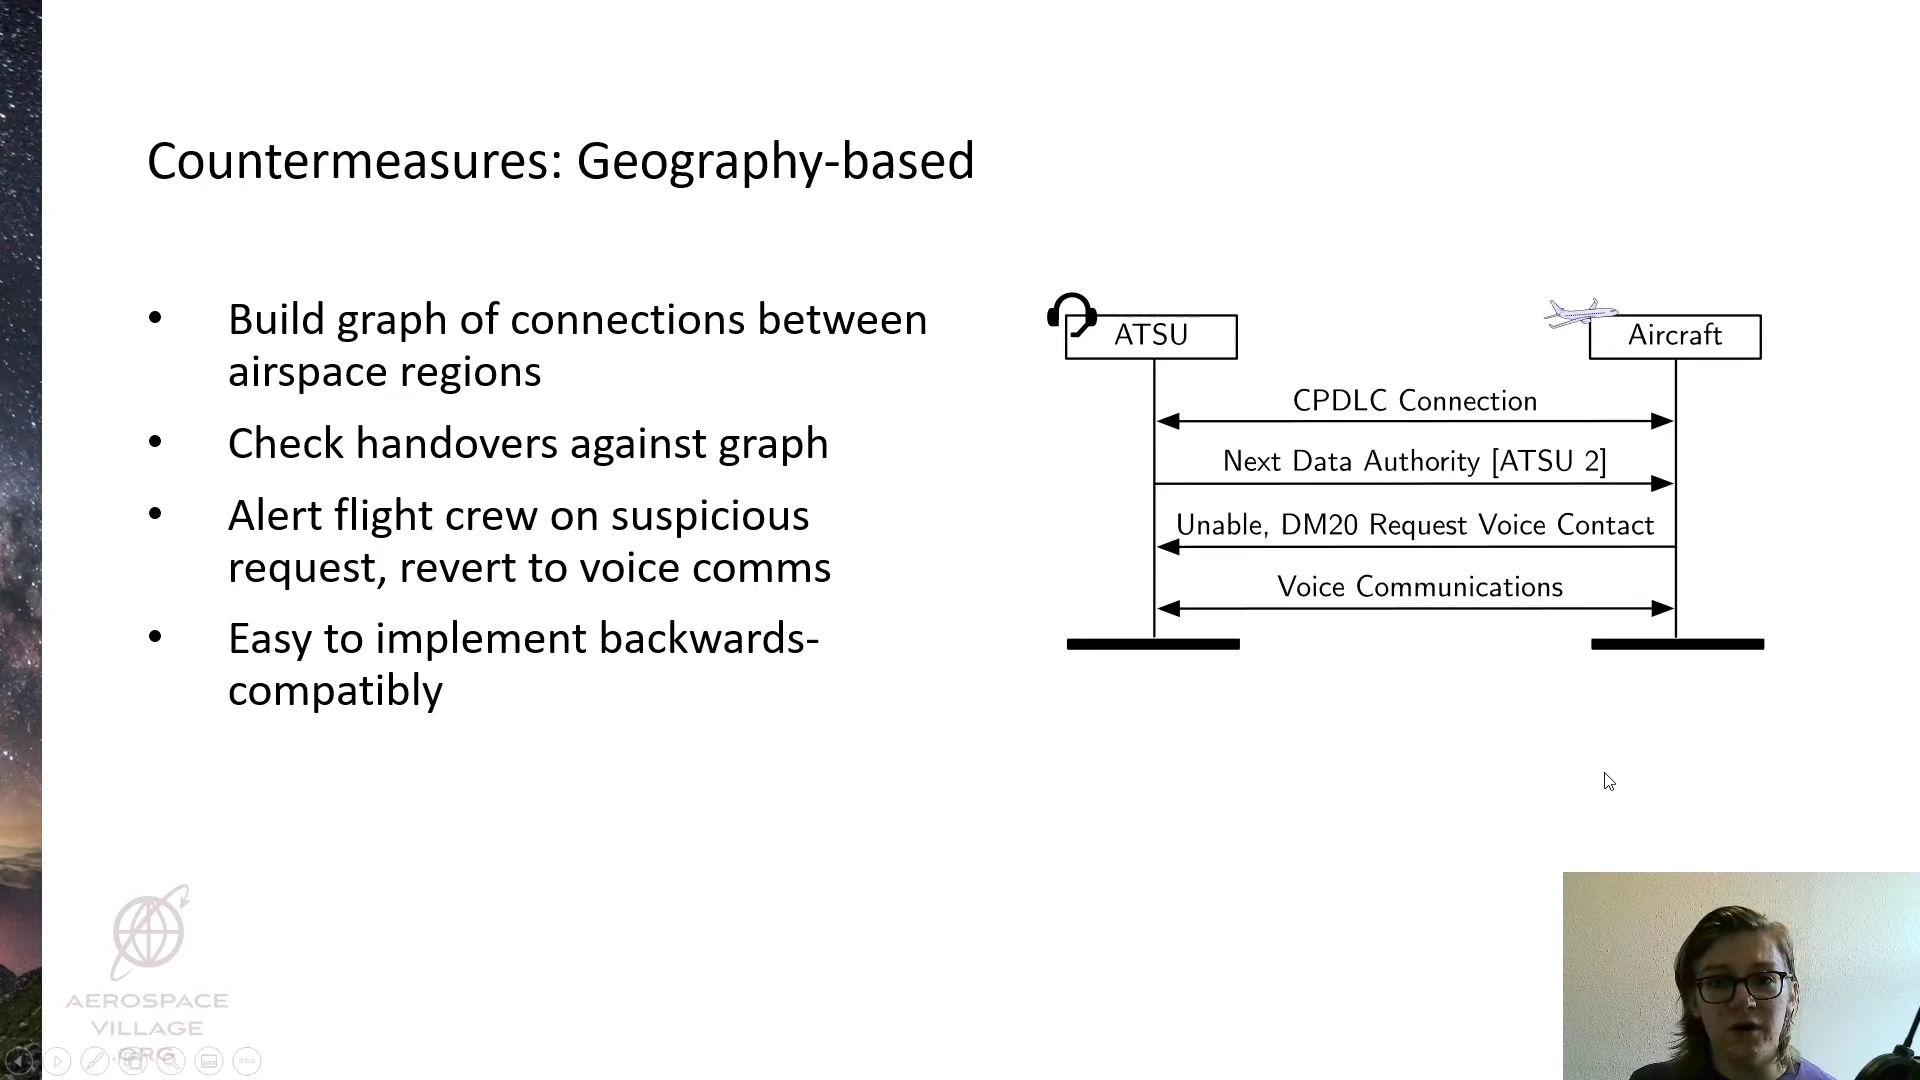 Countermeasures: Geography-based
• Build graph of connections between
airspace regions
• Check handovers against graph
• Alert flight crew on suspicious
request, revert to voice comms
• Easy to implement backwards-
compatibly
ATSU
Aircraft
CPDLC Connection
Next Data Authority [ATSU 2]
Unable, DM20 Request Voice Contact
Voice Communications
AEROSPACE
VILLAGE
.ORG